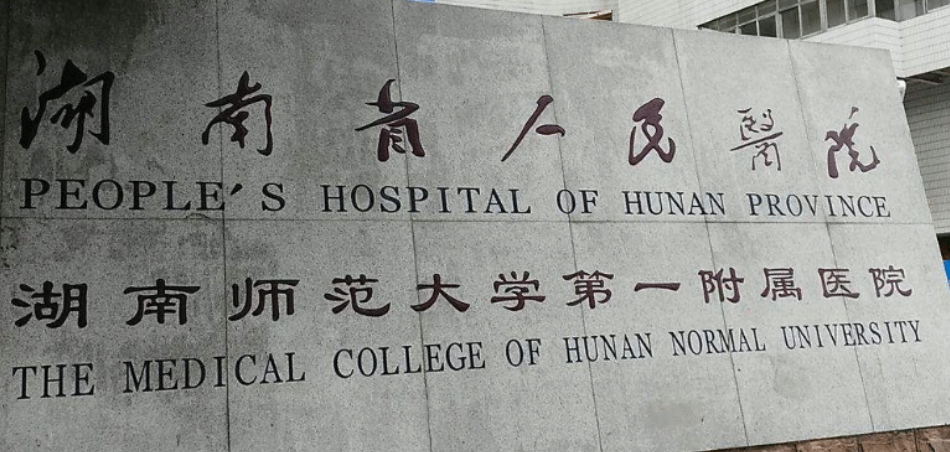 湖南省人民醫院
PEOPLE'S HOSPITAL OF HUNAN PROVINCE
湖南师范大学第一附属医院
THE MEDICAL COLLEGE OF HUNAN NORMAL UNIVERSITY